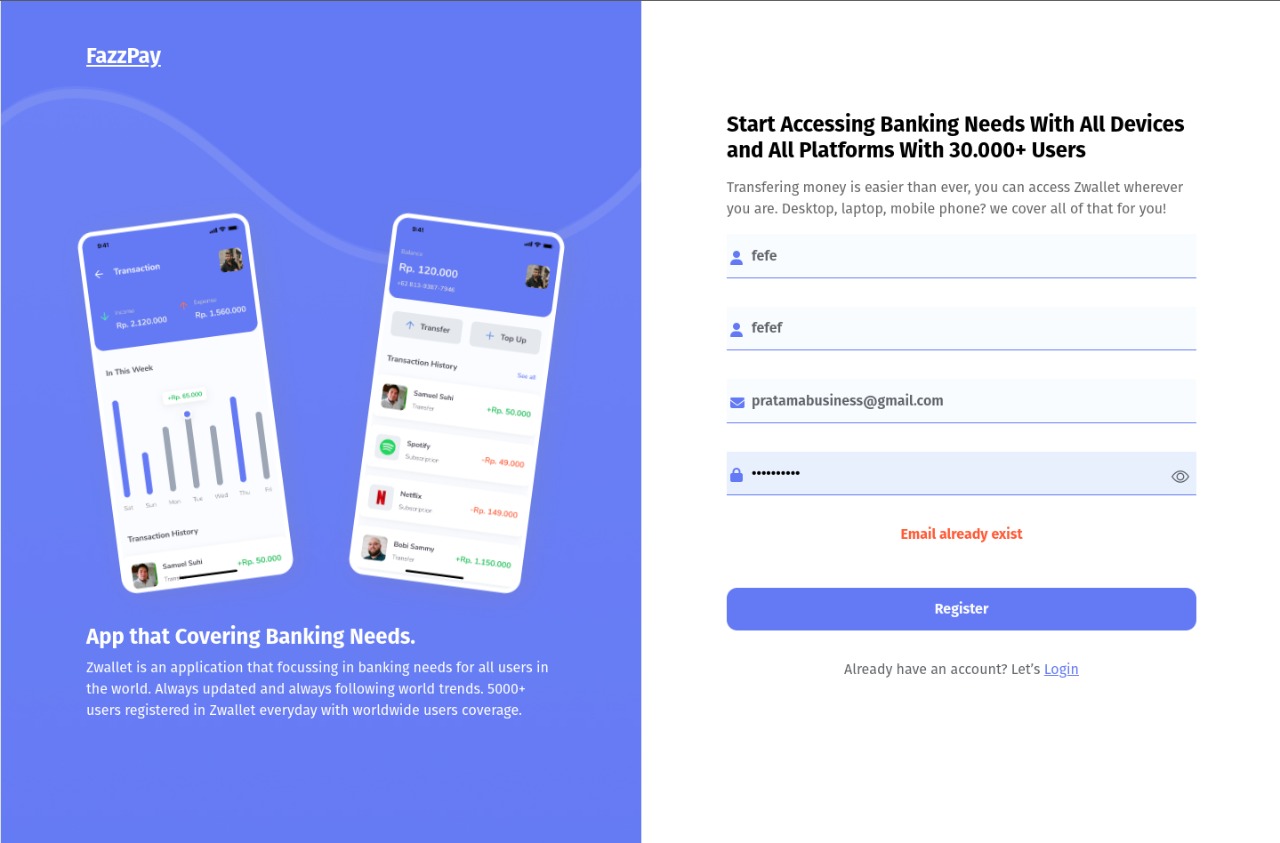 FazzPay
9:41
Transaction
Income
Rp. 2.120.000
Expense
Rp. 1.560.000
In This Week
+Rp. 65.000
Sat Sun Mon Tue Wed Thu Fri
Transaction History
Samuel Suhi
+Rp. 50.000
9:41
Balance
Rp. 120.000
+62 813-9387-7946
Transfer
Top Up
Transaction History
See all
Samuel Suhi
Transfer
+Rp. 50.000
Spotify
-Rp. 49.000
Netflix
-Rp. 149.000
Bobi Sammy
Transfer
+Rp. 1.150.000
App that Covering Banking Needs.
Zwallet is an application that focussing in banking needs for all users in
the world. Always updated and always following world trends. 5000+
users registered in Zwallet everyday with worldwide users coverage.
Start Accessing Banking Needs With All Devices
and All Platforms With 30.000+ Users
Transfering money is easier than ever, you can access Zwallet wherever
you are. Desktop, laptop, mobile phone? we cover all of that for you!
fefe
fefef
pratamabusiness@gmail.com
••••••••••
Email already exist
Register
Already have an account? Let’s Login